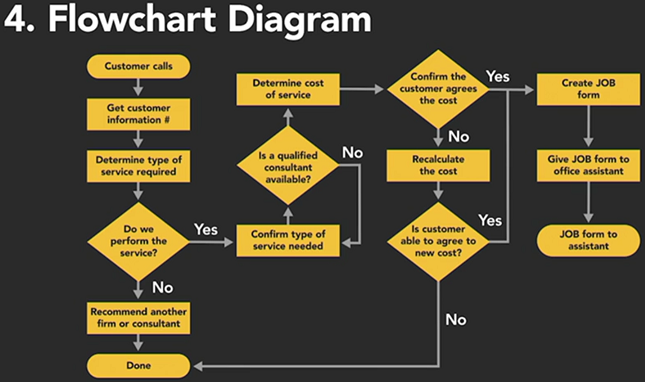 4. Flowchart Diagram
Customer calls
Get customer
information #
Determine type of
service required
Do we
perform the
service?
Yes
No
Recommend another
firm or consultant
Done
Determine cost
of service
Is a qualified
consultant
available?
No
Confirm type of
service needed
Confirm the
customer agrees
the cost
Yes
No
Recalculate
the cost
Is customer
able to agree to
new cost?
Yes
No
Create JOB
form
Give JOB form to
office assistant
JOB form to
assistant